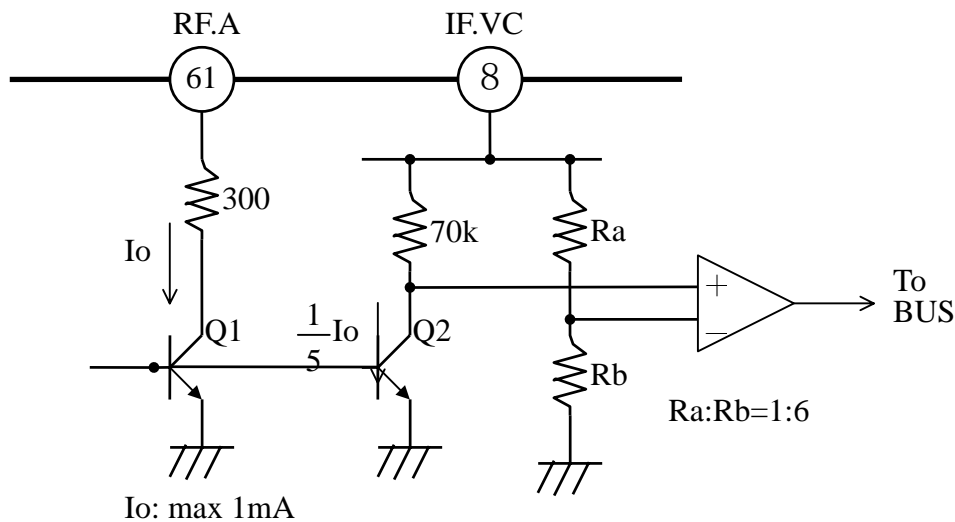 RF.A
IF.VC
61
8
300
70k
Ra
Io
To
BUS
+
Q1
1
5
Io
Q2
−
Rb
Ra:Rb=1:6
Io: max 1mA